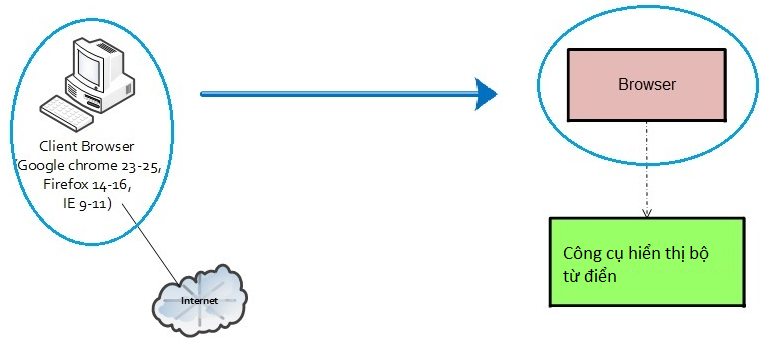 Client Browser
(Google chrome 23-25,
Firefox 14-16,
IE 9-11)
Internet
Browser
Công cụ hiển thị bộ
từ điển